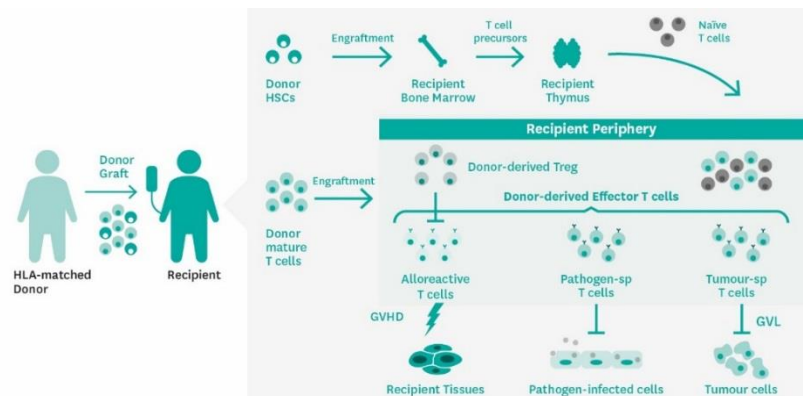 Donor
Graft
HLA-matched
Donor
Recipient
Donor
HSCs
Engraftment
Recipient
Bone Marrow
T cell
precursors
Recipient
Thymus
Naïve
T cells
Recipient Periphery
Donor
mature
T cells
Engraftment
Donor-derived Treg
Donor-derived Effector T cells
Alloreactive
T cells
Pathogen-sp
T cells
Tumour-sp
T cells
GVHD
GVL
Recipient Tissues
Pathogen-infected cells
Tumour cells